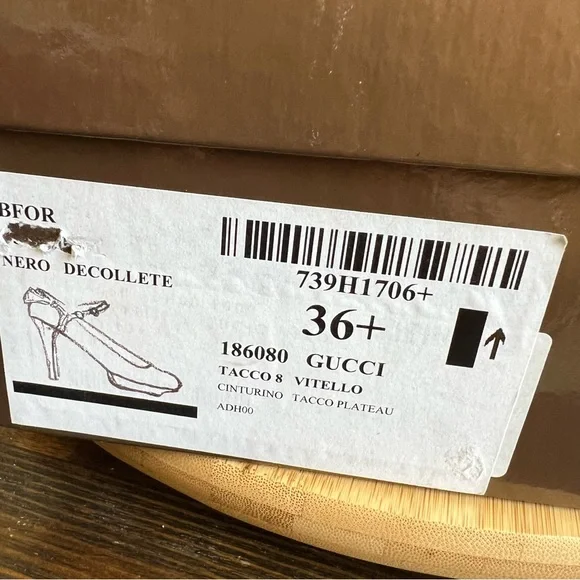 BFOR
NERO DECOLLETE
739H1706+
36+
186080 GUCCI
TACCO 8 VITELLO
CINTURINO TACCO PLATEAU
ADH00